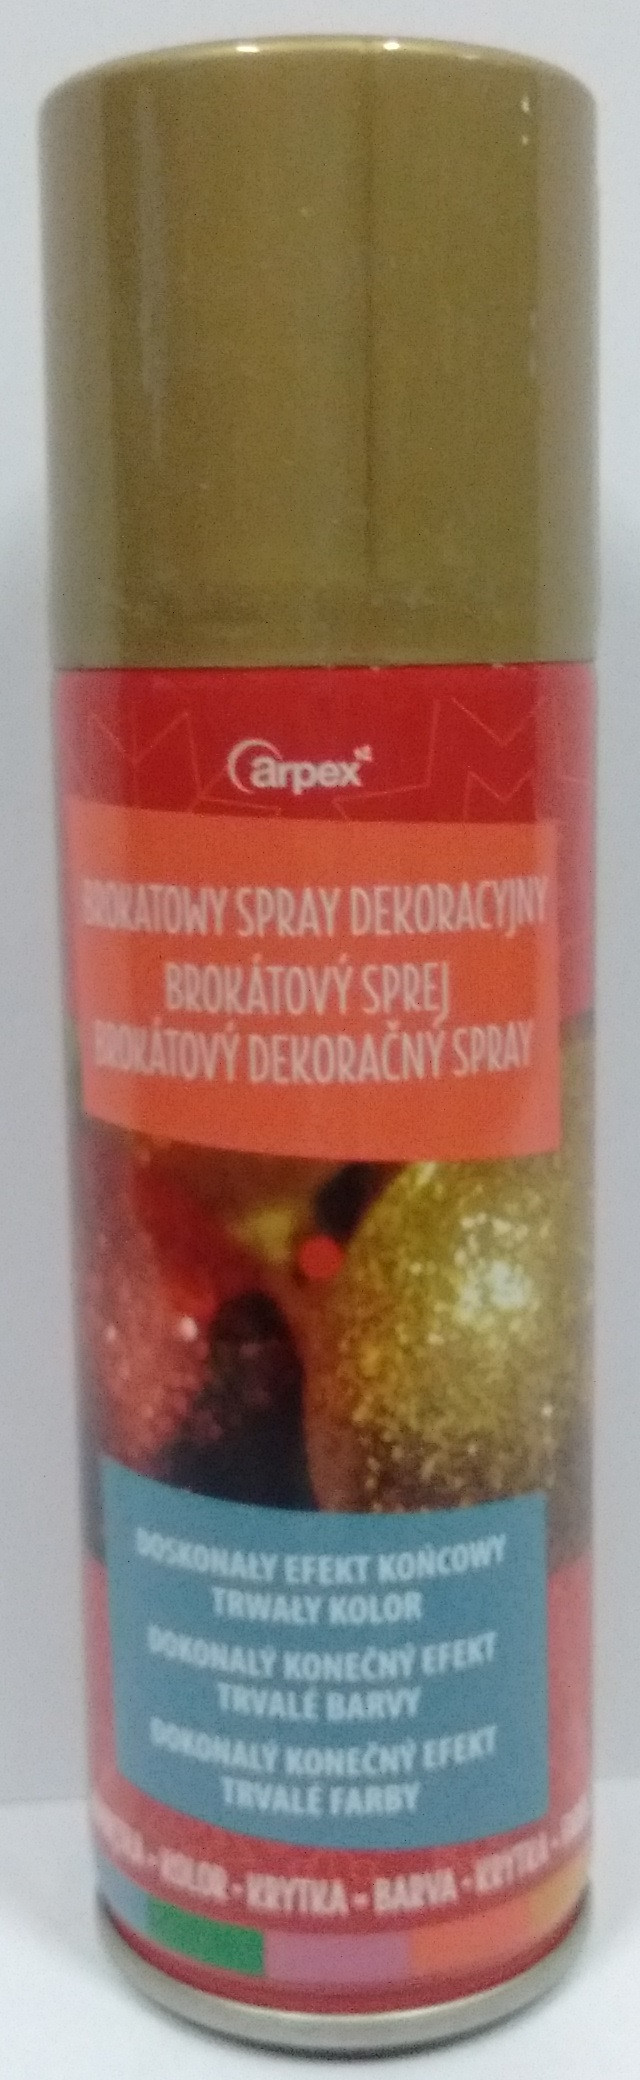 arpex
BROKATOWY SPRAY DEKORACYJNY
BROKÁTOVÝ SPREJ
BROKÁTOVÝ DEKORAČNÝ SPRAY
DOSKONAŁY EFEKT KOŃCOWY
TRWAŁY KOLOR
DOKONALÝ KONEČNÝ EFEKT
TRVALÉ BARVY
DOKONALÝ KONEČNÝ EFEKT
TRVALÉ FARBY
- KOLOR - KRYTKA - BARVA - KRYTKA -